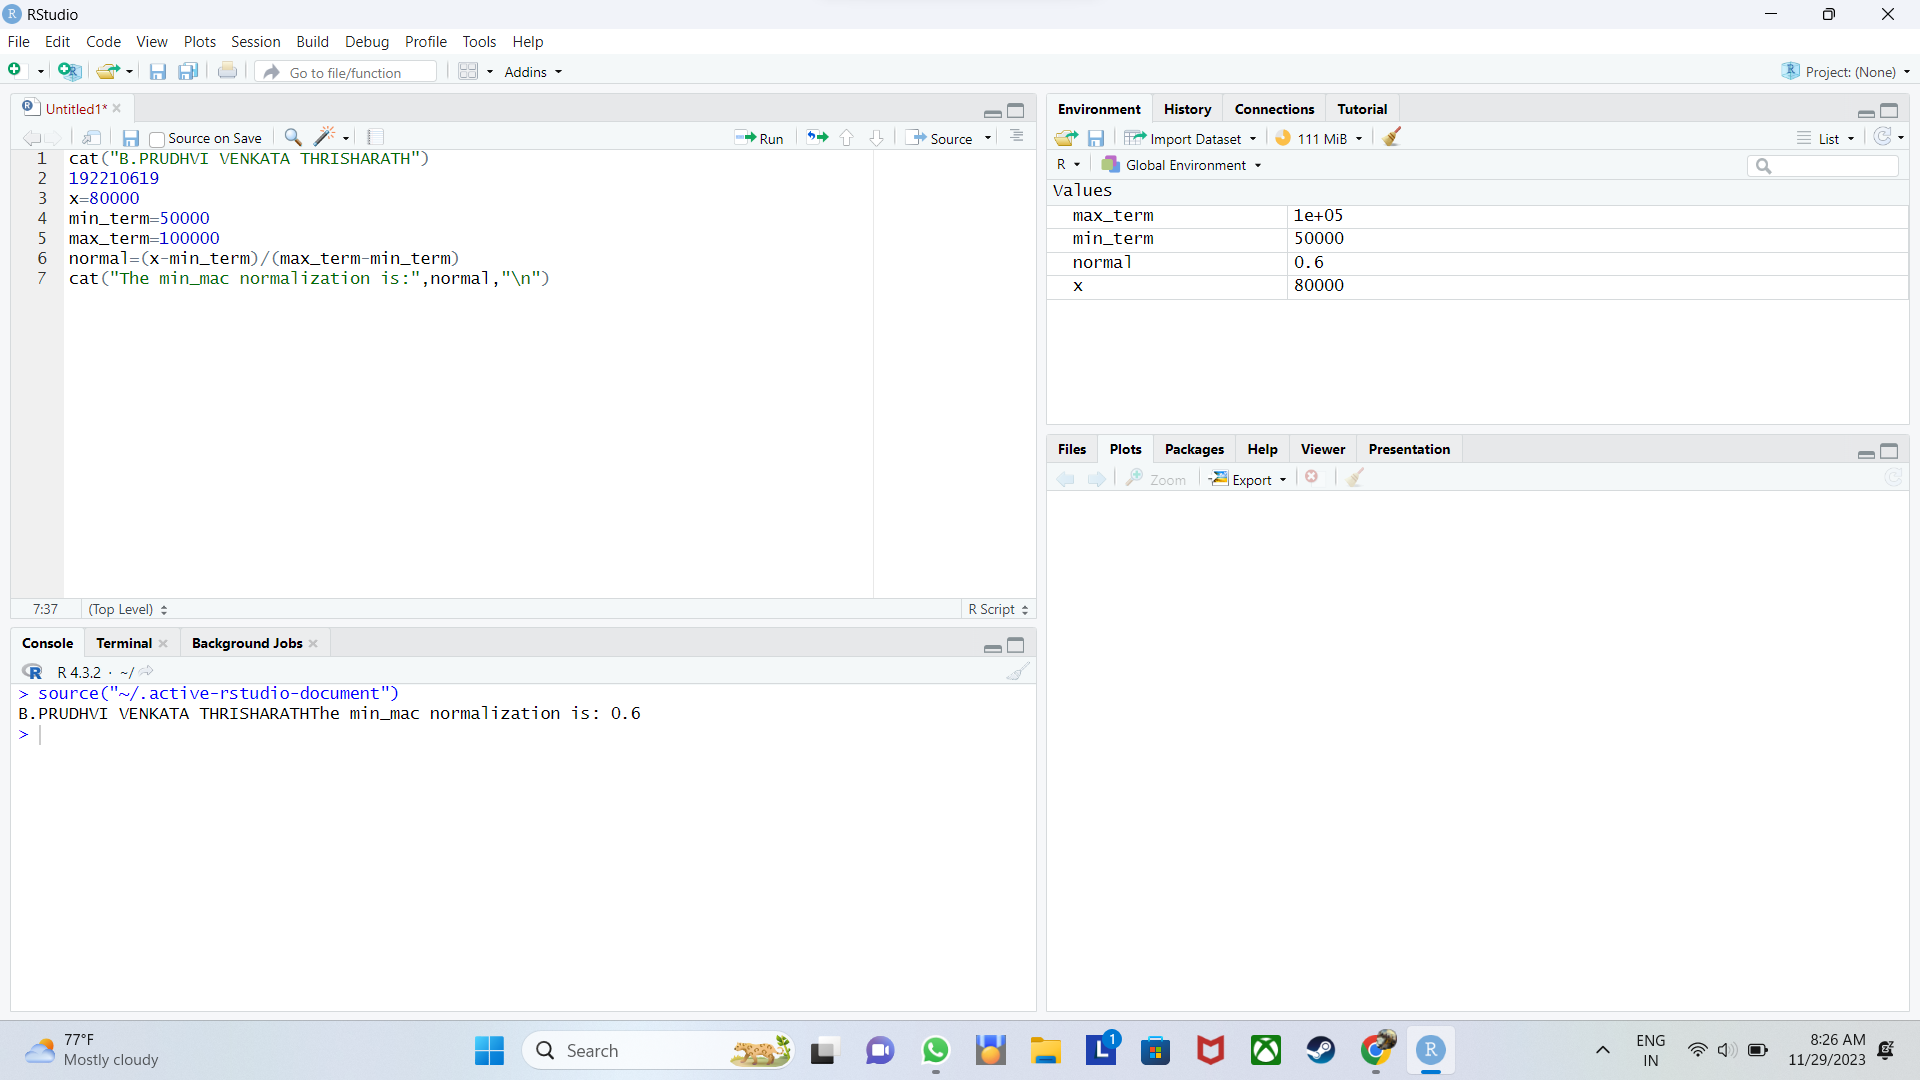 RStudio
File Edit Code View Plots Session Build Debug Profile Tools Help
Go to file/function Addins Project: (None)
Untitled1*
Source on Save Run Source
1 cat("B.PRUDHVI VENKATA THRISHARATH")
2 192210619
3 x=80000
4 min_term=50000
5 max_term=100000
6 normal=(x-min_term)/(max_term-min_term)
7 cat("The min_mac normalization is:",normal,"\n")
7:37 (Top Level) R Script
Console Terminal Background Jobs
R 4.3.2 · ~/
> source("~/.active-rstudio-document")
B.PRUDHVI VENKATA THRISHARATHThe min_mac normalization is: 0.6
>
Environment History Connections Tutorial
Import Dataset 111 MiB List
R Global Environment
Values
max_term 1e+05
min_term 50000
normal 0.6
x 80000
Files Plots Packages Help Viewer Presentation
Zoom Export
77°F
Mostly cloudy
Search
L 1
R
ENG
IN
8:26 AM
11/29/2023